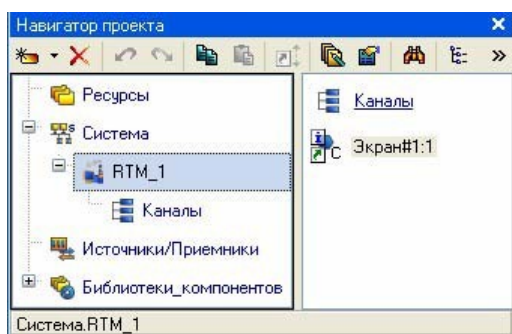 Навигатор проекта
Ресурсы
Система
RTM_1
Каналы
Источники/Приемники
Библиотеки_компонентов
Каналы
Экран#1:1
Система.RTM_1